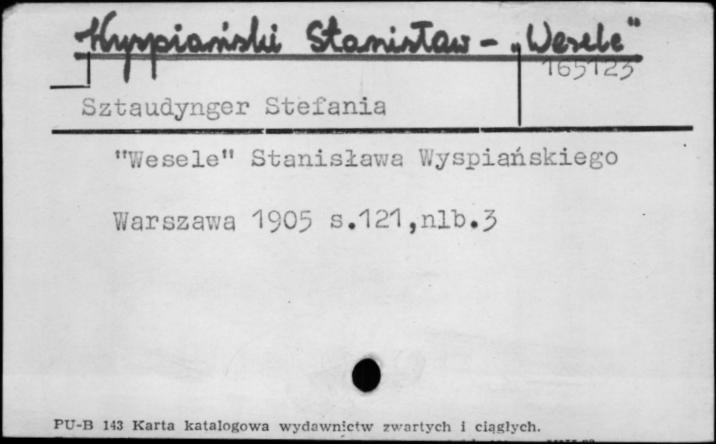 Wyspiański Stanisław – „Wesele”
165123
Sztaudynger Stefania
"Wesele" Stanisława Wyspiańskiego
Warszawa 1905 s.121,nlb.3
PU-B 143 Karta katalogowa wydawnictw zwartych i ciągłych.